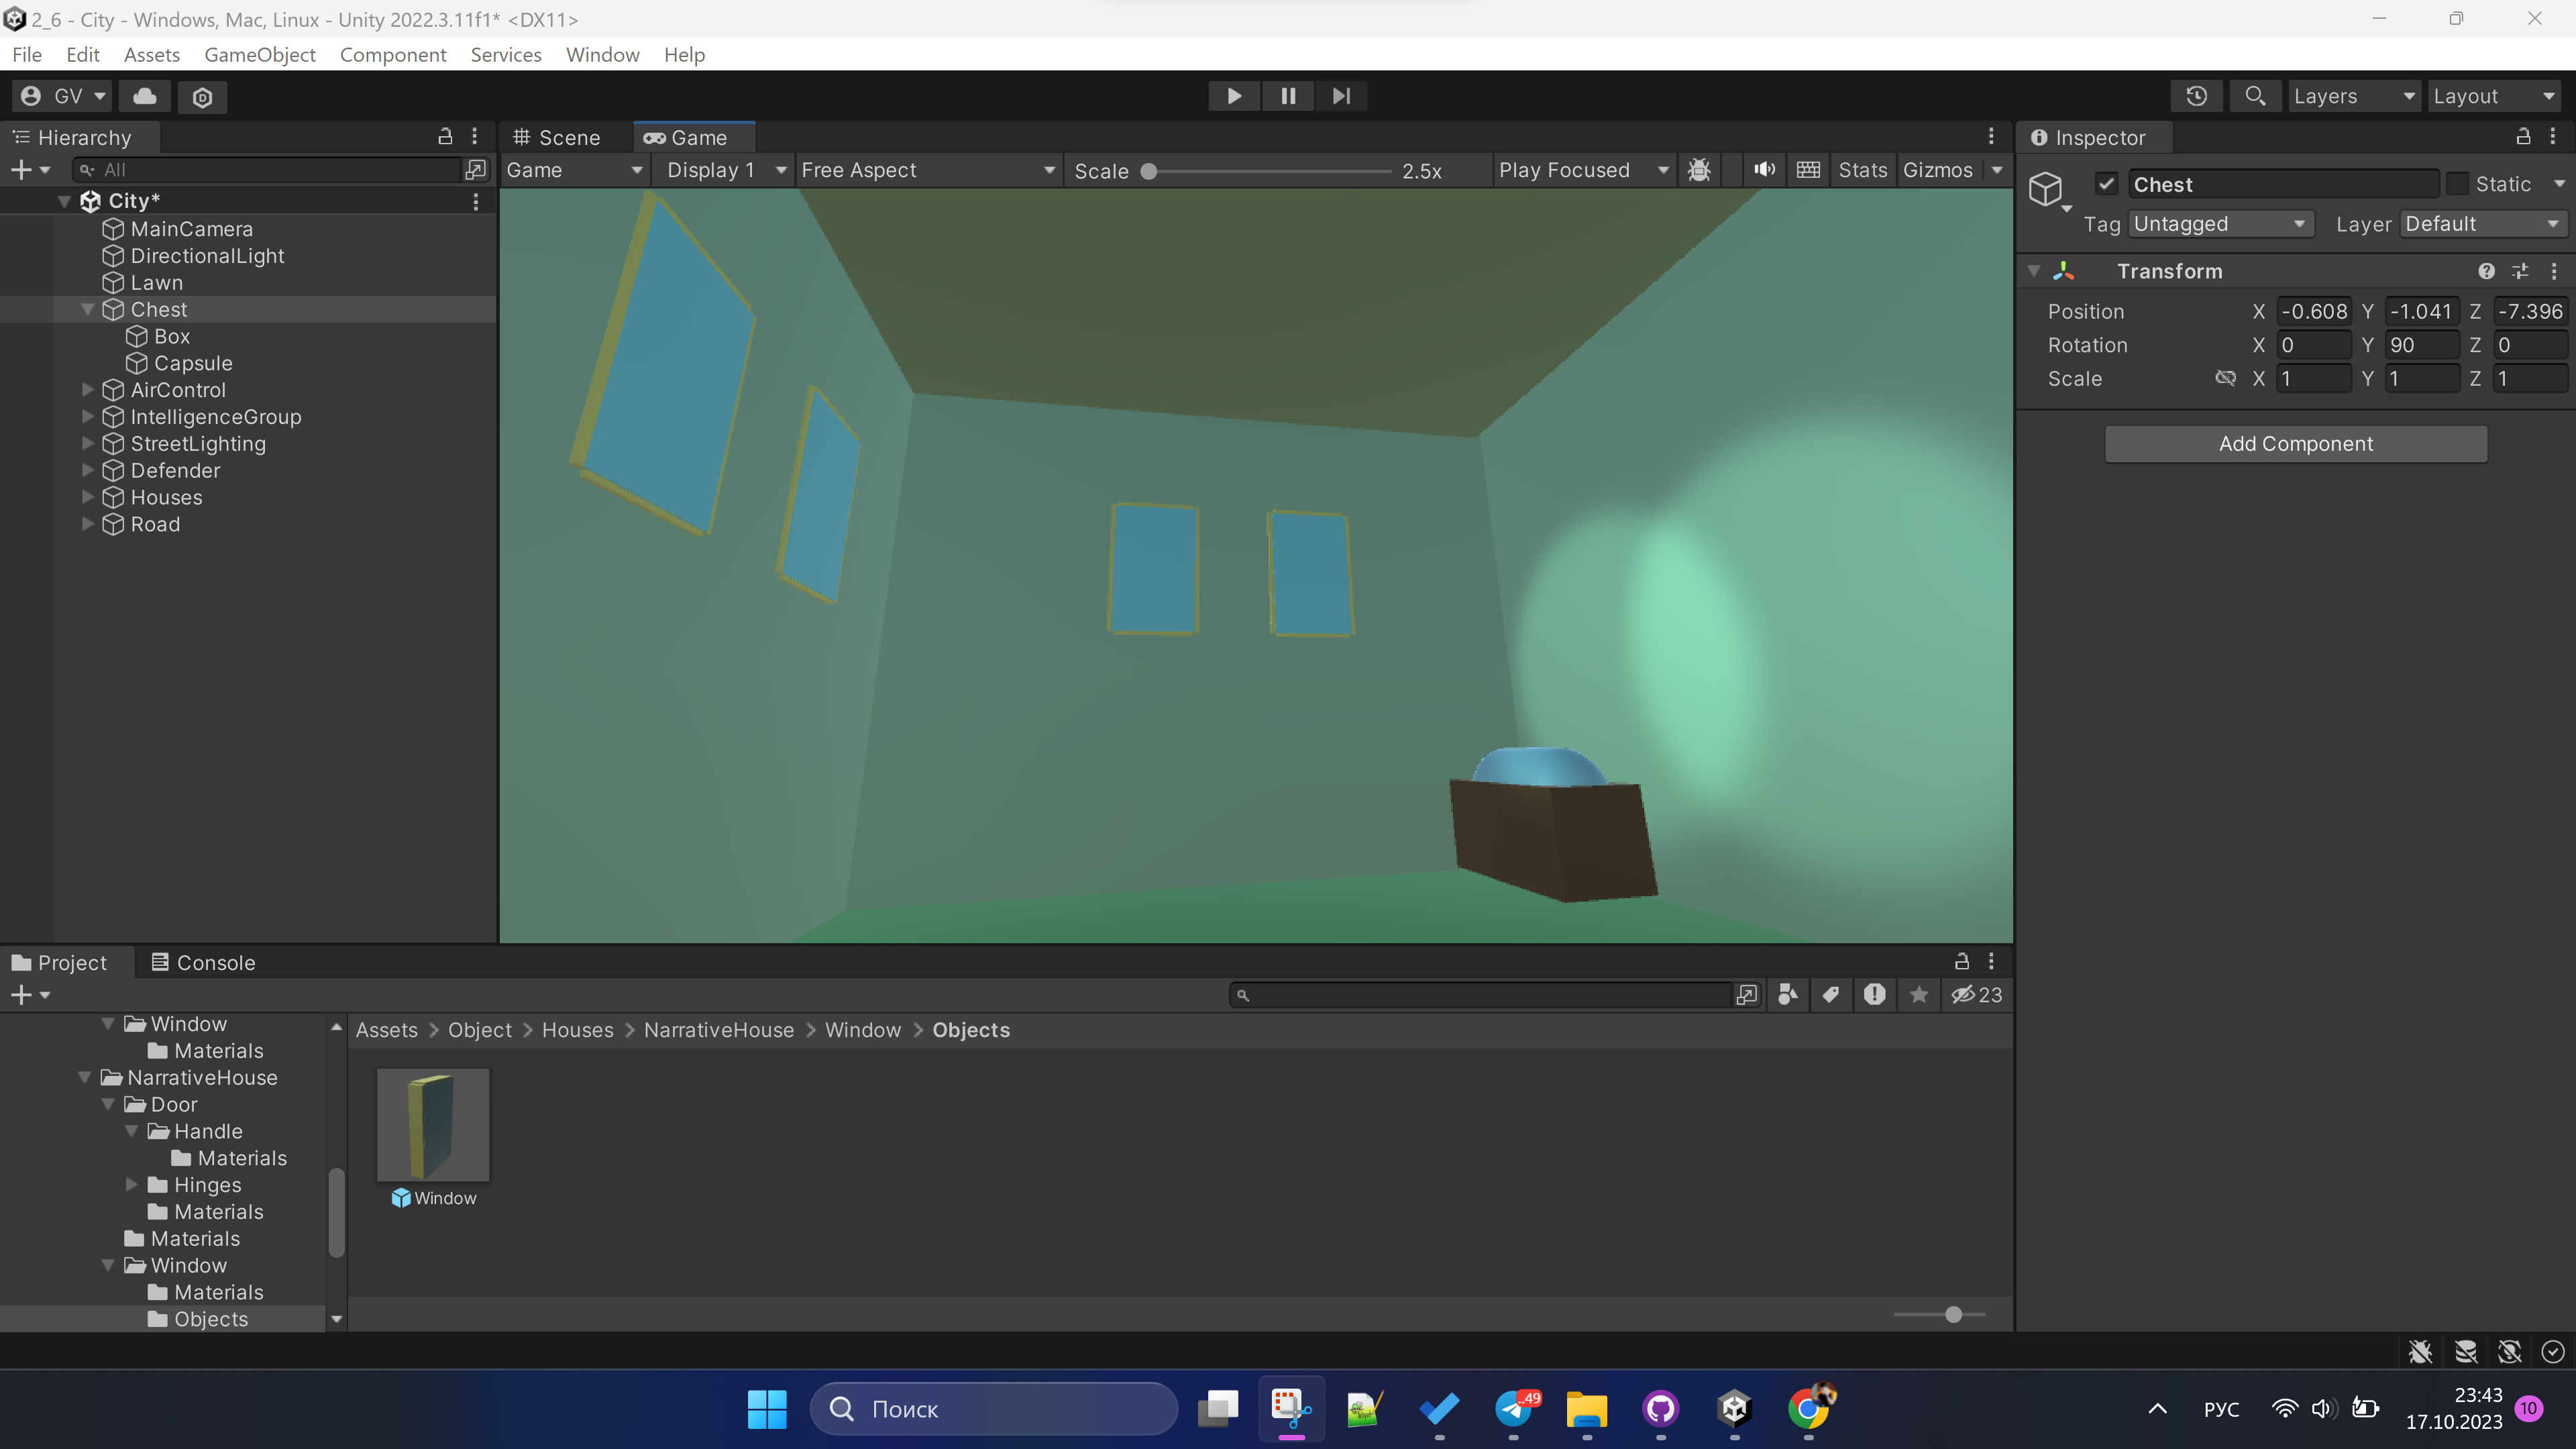 2_6 - City - Windows, Mac, Linux - Unity 2022.3.11f1* <DX11>
File Edit Assets GameObject Component Services Window Help
GV Layers Layout
Hierarchy
All
City*
MainCamera
DirectionalLight
Lawn
Chest
Box
Capsule
AirControl
IntelligenceGroup
StreetLighting
Defender
Houses
Road
Scene Game
Game Display 1 Free Aspect Scale 2.5x Play Focused Stats Gizmos
Inspector
Chest Static
Tag Untagged Layer Default
Transform
Position X -0.608 Y -1.041 Z -7.396
Rotation X 0 Y 90 Z 0
Scale X 1 Y 1 Z 1
Add Component
Project Console
23
Window
Materials
NarrativeHouse
Door
Handle
Materials
Hinges
Materials
Materials
Window
Materials
Objects
Assets > Object > Houses > NarrativeHouse > Window > Objects
Window
Поиск
..49
РУС
23:43
17.10.2023
10